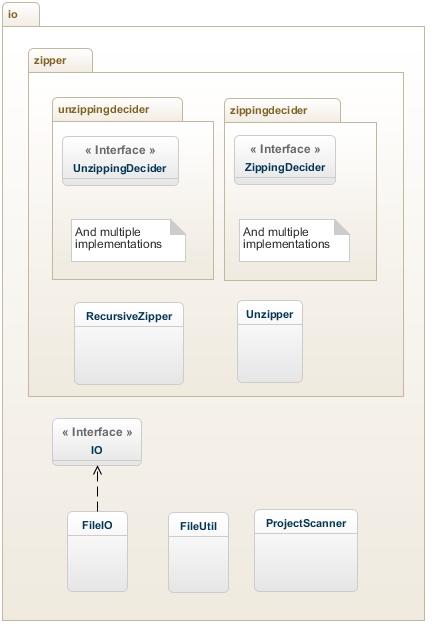 io
zipper
unzippingdecider
zippingdecider
« Interface »
UnzippingDecider
« Interface »
ZippingDecider
And multiple
implementations
And multiple
implementations
RecursiveZipper
Unzipper
« Interface »
IO
FileIO
FileUtil
ProjectScanner